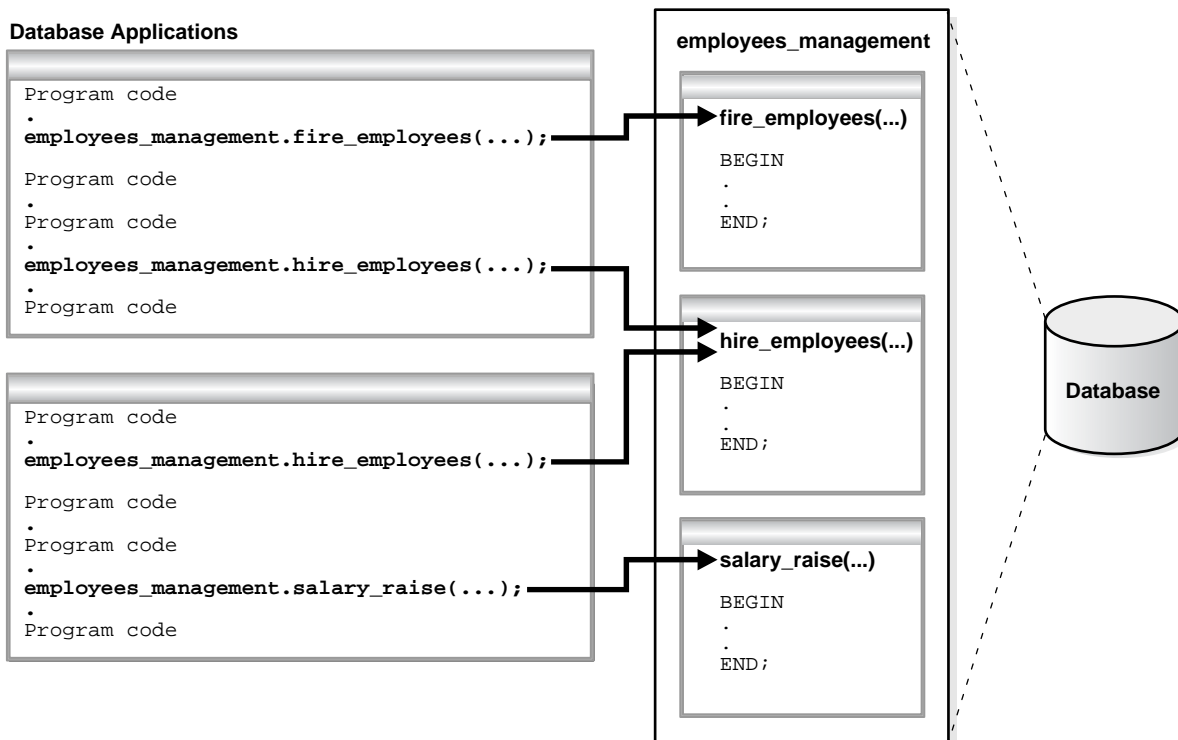 Database Applications
Program code
.
employees_management.fire_employees(...);
Program code
.
Program code
.
employees_management.hire_employees(...);
.
Program code
Program code
.
employees_management.hire_employees(...);
Program code
.
Program code
.
employees_management.salary_raise(...);
.
Program code
employees_management
fire_employees(...)
BEGIN
.
.
END;
hire_employees(...)
BEGIN
.
.
END;
salary_raise(...)
BEGIN
.
.
END;
Database